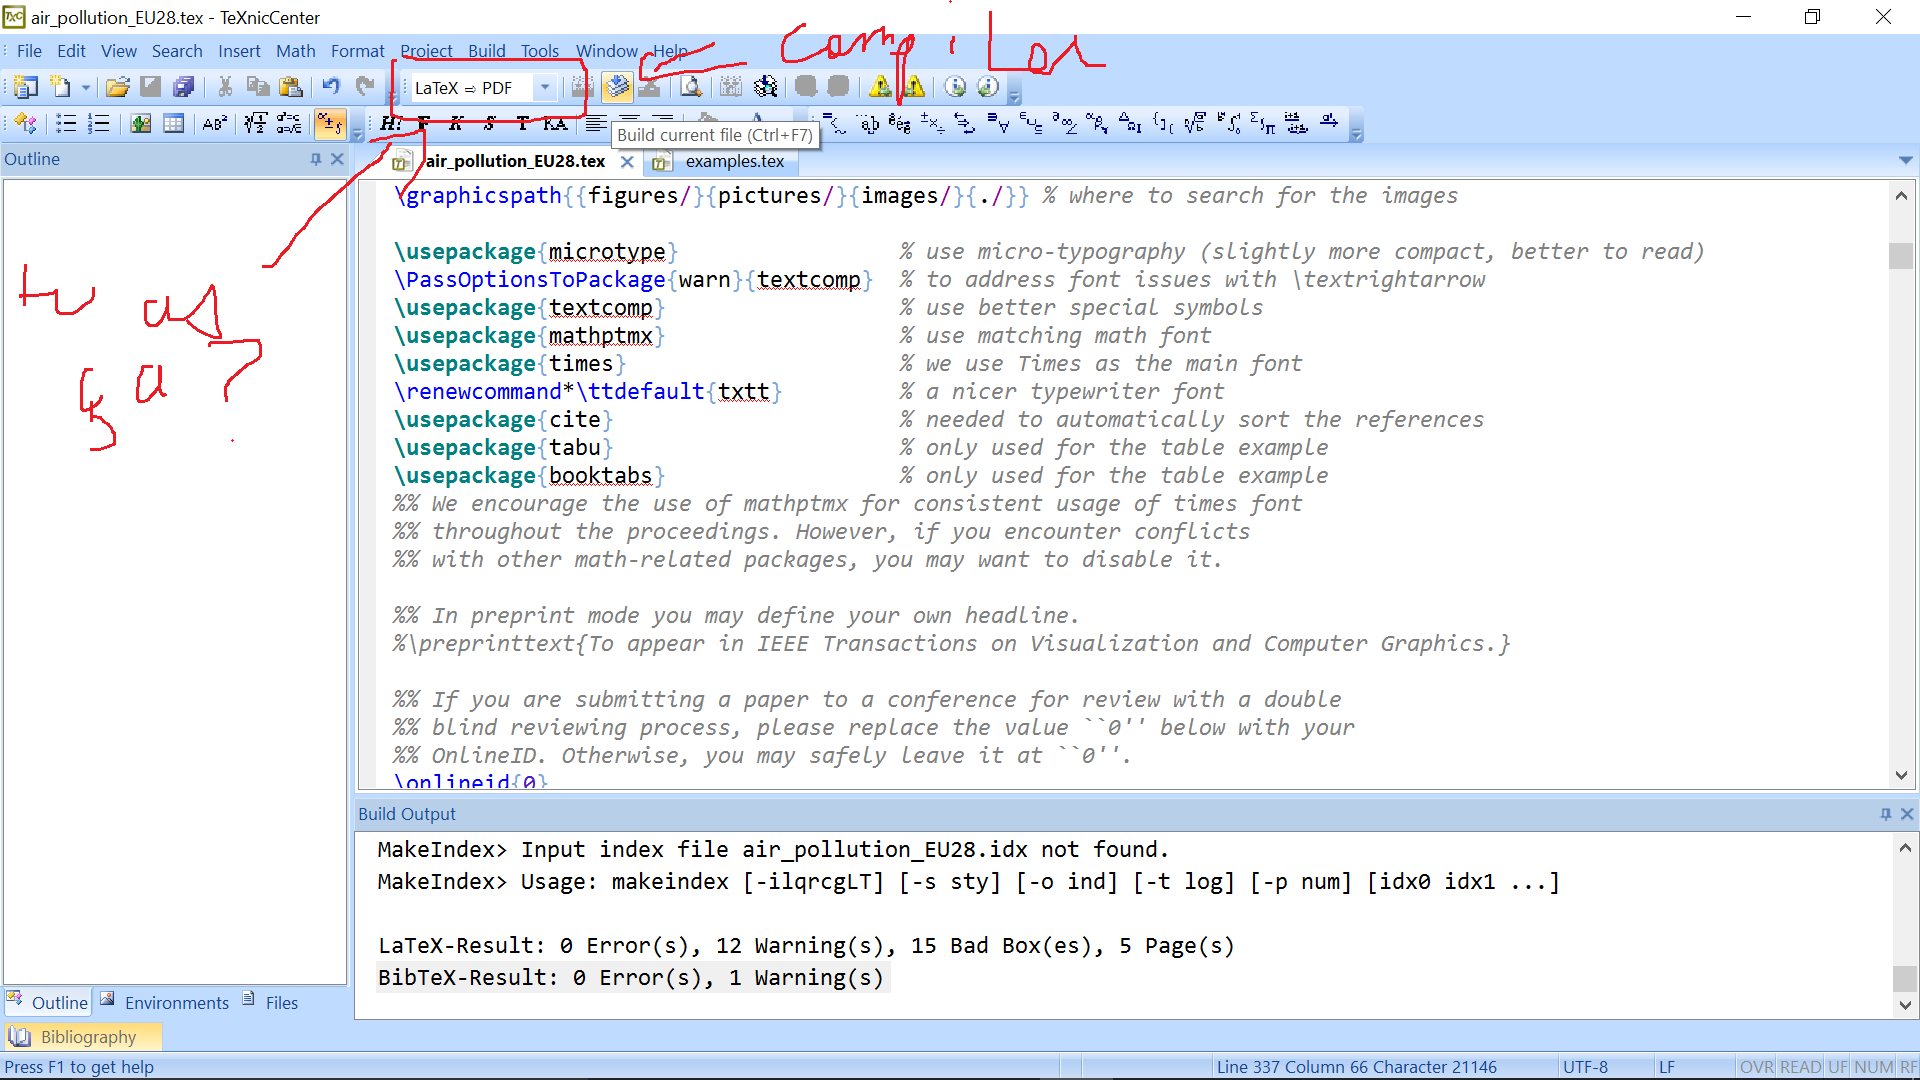 air_pollution_EU28.tex - TeXnicCenter
File Edit View Search Insert Math Format Project Build Tools Window Help
Compiler
LaTeX ⇒ PDF
Build current file (Ctrl+F7)
Outline
air_pollution_EU28.tex examples.tex
\graphicspath{{figures/}{pictures/}{images/}{./}} % where to search for the images
\usepackage{microtype} % use micro-typography (slightly more compact, better to read)
\PassOptionsToPackage{warn}{textcomp} % to address font issues with \textrightarrow
\usepackage{textcomp} % use better special symbols
\usepackage{mathptmx} % use matching math font
\usepackage{times} % we use Times as the main font
\renewcommand*\ttdefault{txtt} % a nicer typewriter font
\usepackage{cite} % needed to automatically sort the references
\usepackage{tabu} % only used for the table example
\usepackage{booktabs} % only used for the table example
%% We encourage the use of mathptmx for consistent usage of times font
%% throughout the proceedings. However, if you encounter conflicts
%% with other math-related packages, you may want to disable it.
%% In preprint mode you may define your own headline.
%\preprinttext{To appear in IEEE Transactions on Visualization and Computer Graphics.}
%% If you are submitting a paper to a conference for review with a double
%% blind reviewing process, please replace the value ``0'' below with your
%% OnlineID. Otherwise, you may safely leave it at ``0''.
\onlineid{0}
tu as
ça ?
Build Output
MakeIndex> Input index file air_pollution_EU28.idx not found.
MakeIndex> Usage: makeindex [-ilqrcgLT] [-s sty] [-o ind] [-t log] [-p num] [idx0 idx1 ...]
LaTeX-Result: 0 Error(s), 12 Warning(s), 15 Bad Box(es), 5 Page(s)
BibTeX-Result: 0 Error(s), 1 Warning(s)
Outline Environments Files
Bibliography
Press F1 to get help
Line 337 Column 66 Character 21146 UTF-8 LF OVR READ UF NUM RF